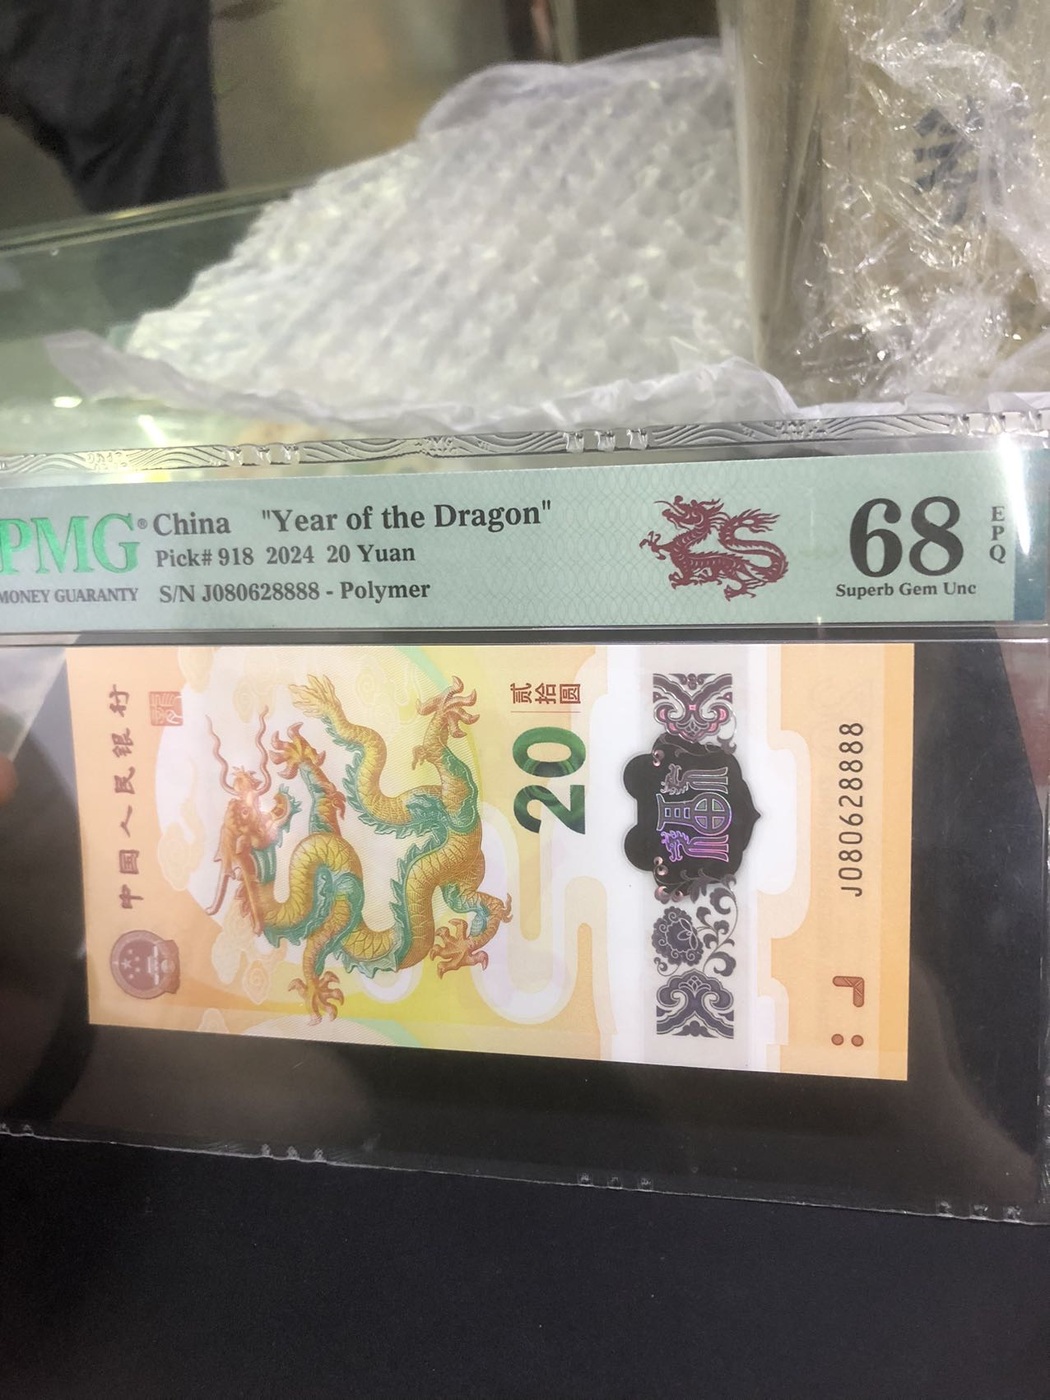 PMG® China "Year of the Dragon"
Pick# 918 2024 20 Yuan
MONEY GUARANTY S/N J080628888 - Polymer
68
EPQ
Superb Gem Unc
中国人民银行
贰拾圆
20
福
J080628888